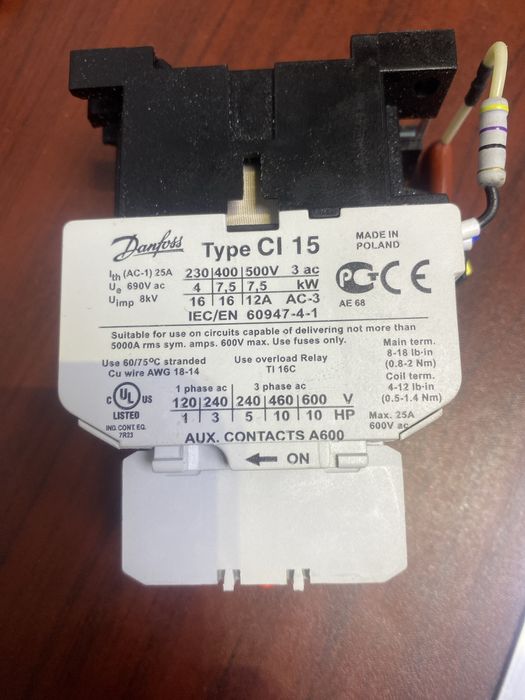 Danfoss Type CI 15 MADE IN
POLAND
Ith (AC-1) 25A 230 400 500V 3 ac
Ue 690V ac 4 7,5 7,5 kW
Uimp 8kV 16 16 12A AC-3
IEC/EN 60947-4-1
РСТ CE
AE 68
Suitable for use on circuits capable of delivering not more than
5000A rms sym. amps. 600V max. Use fuses only.
Use 60/75°C stranded
Cu wire AWG 18-14
Use overload Relay
TI 16C
Main term.
8-18 lb-in
(0.8-2 Nm)
Coil term.
4-12 lb-in
(0.5-1.4 Nm)
c UL us
LISTED
IND. CONT. EQ.
7R23
1 phase ac 3 phase ac
120 240 240 460 600 V
1 3 5 10 10 HP
AUX. CONTACTS A600
Max. 25A
600V ac
← ON